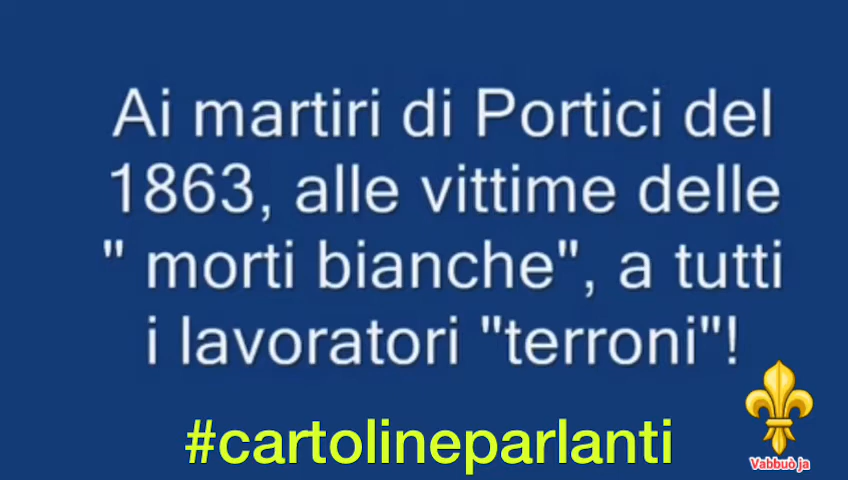 Ai martiri di Portici del
1863, alle vittime delle
" morti bianche", a tutti
i lavoratori "terroni"!
#cartolineparlanti
Vabbuò ja